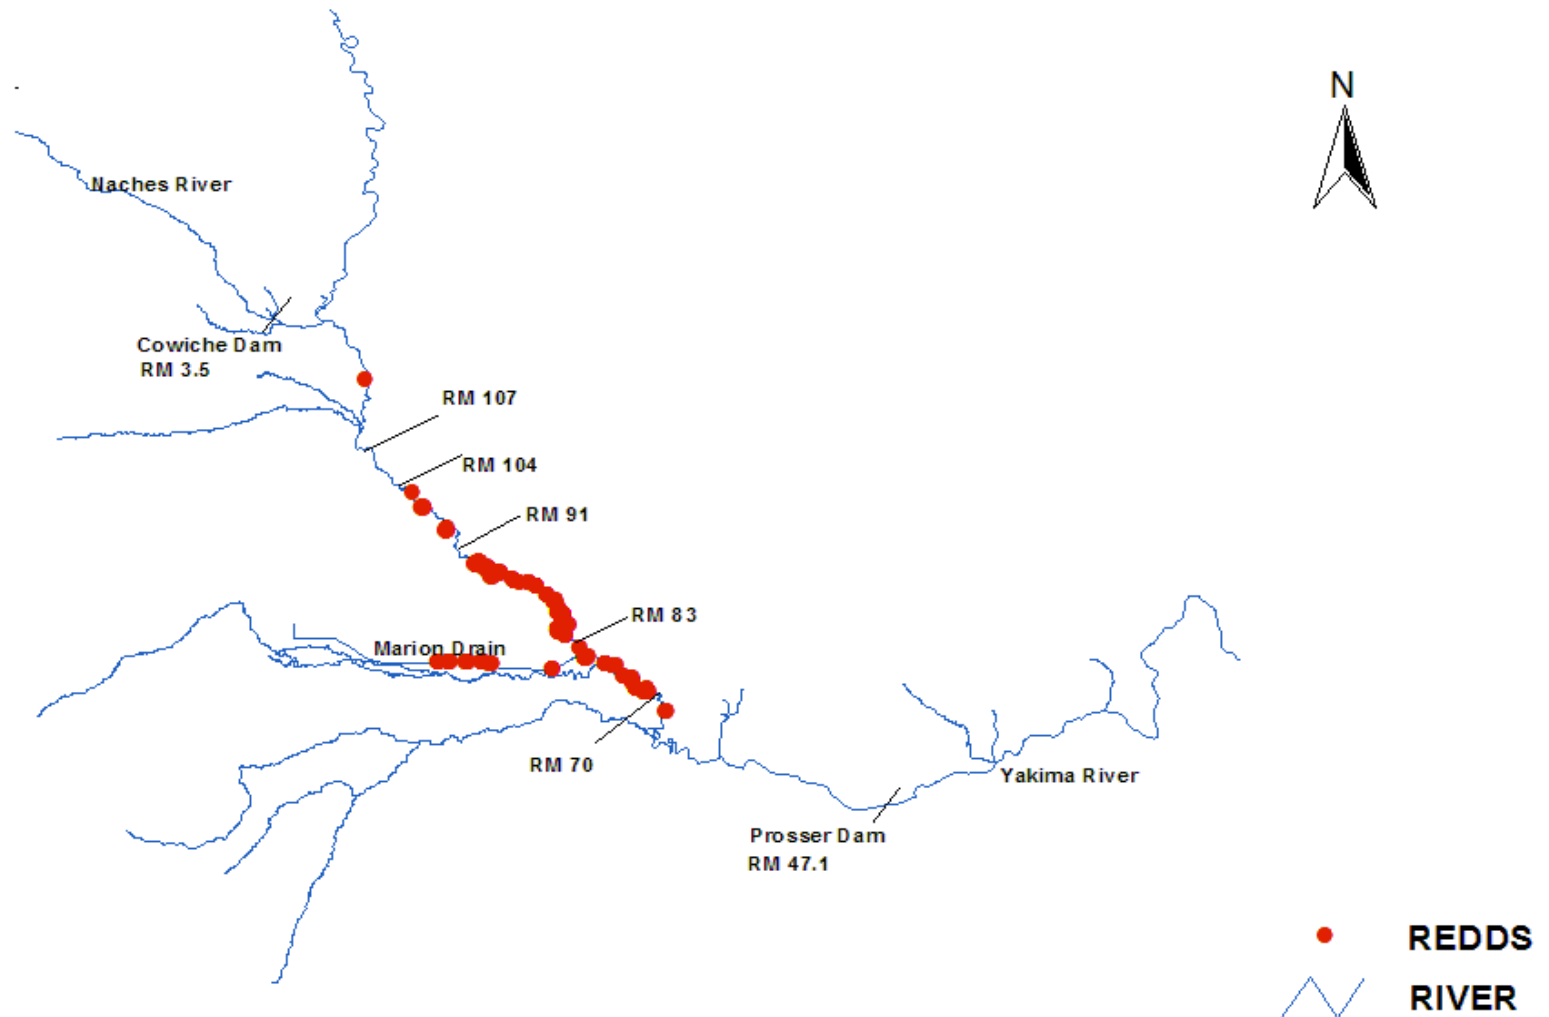 N
Naches River
Cowiche Dam
RM 3.5
RM 107
RM 104
RM 91
RM 83
Marion Drain
RM 70
Yakima River
Prosser Dam
RM 47.1
REDDS
RIVER